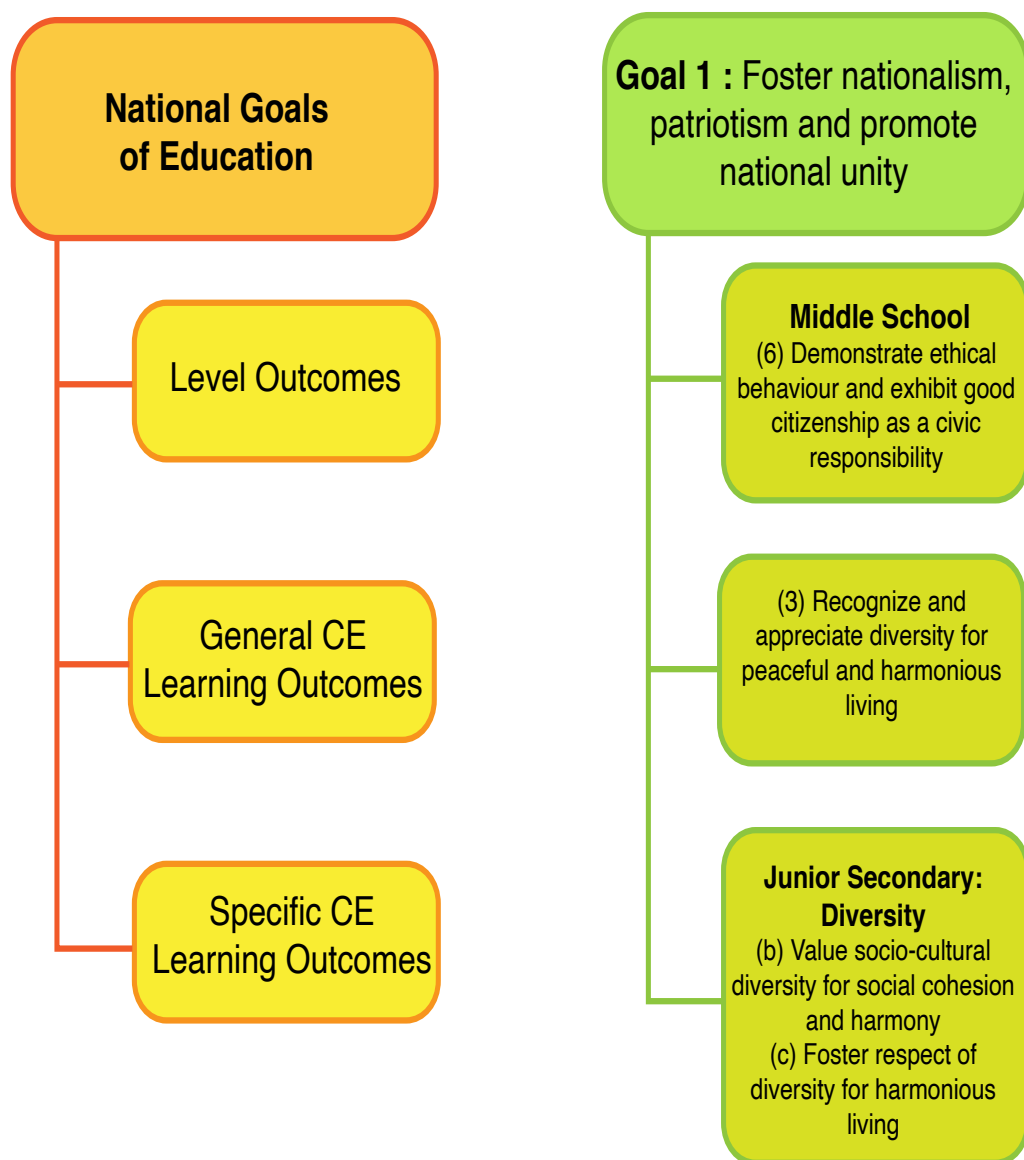 National Goals
of Education
Level Outcomes
General CE
Learning Outcomes
Specific CE
Learning Outcomes
Goal 1 : Foster nationalism,
patriotism and promote
national unity
Middle School
(6) Demonstrate ethical
behaviour and exhibit good
citizenship as a civic
responsibility
(3) Recognize and
appreciate diversity for
peaceful and harmonious
living
Junior Secondary:
Diversity
(b) Value socio-cultural
diversity for social cohesion
and harmony
(c) Foster respect of
diversity for harmonious
living